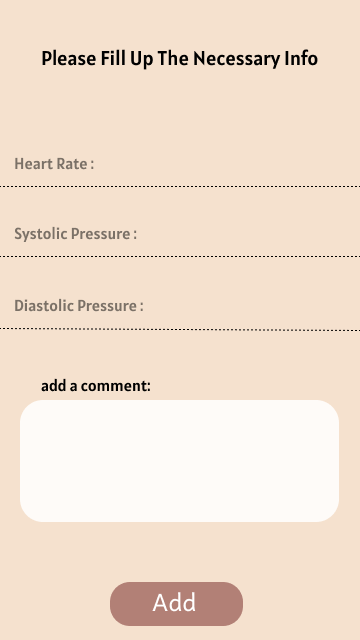 Please Fill Up The Necessary Info
Heart Rate :
Systolic Pressure :
Diastolic Pressure :
add a comment:
Add